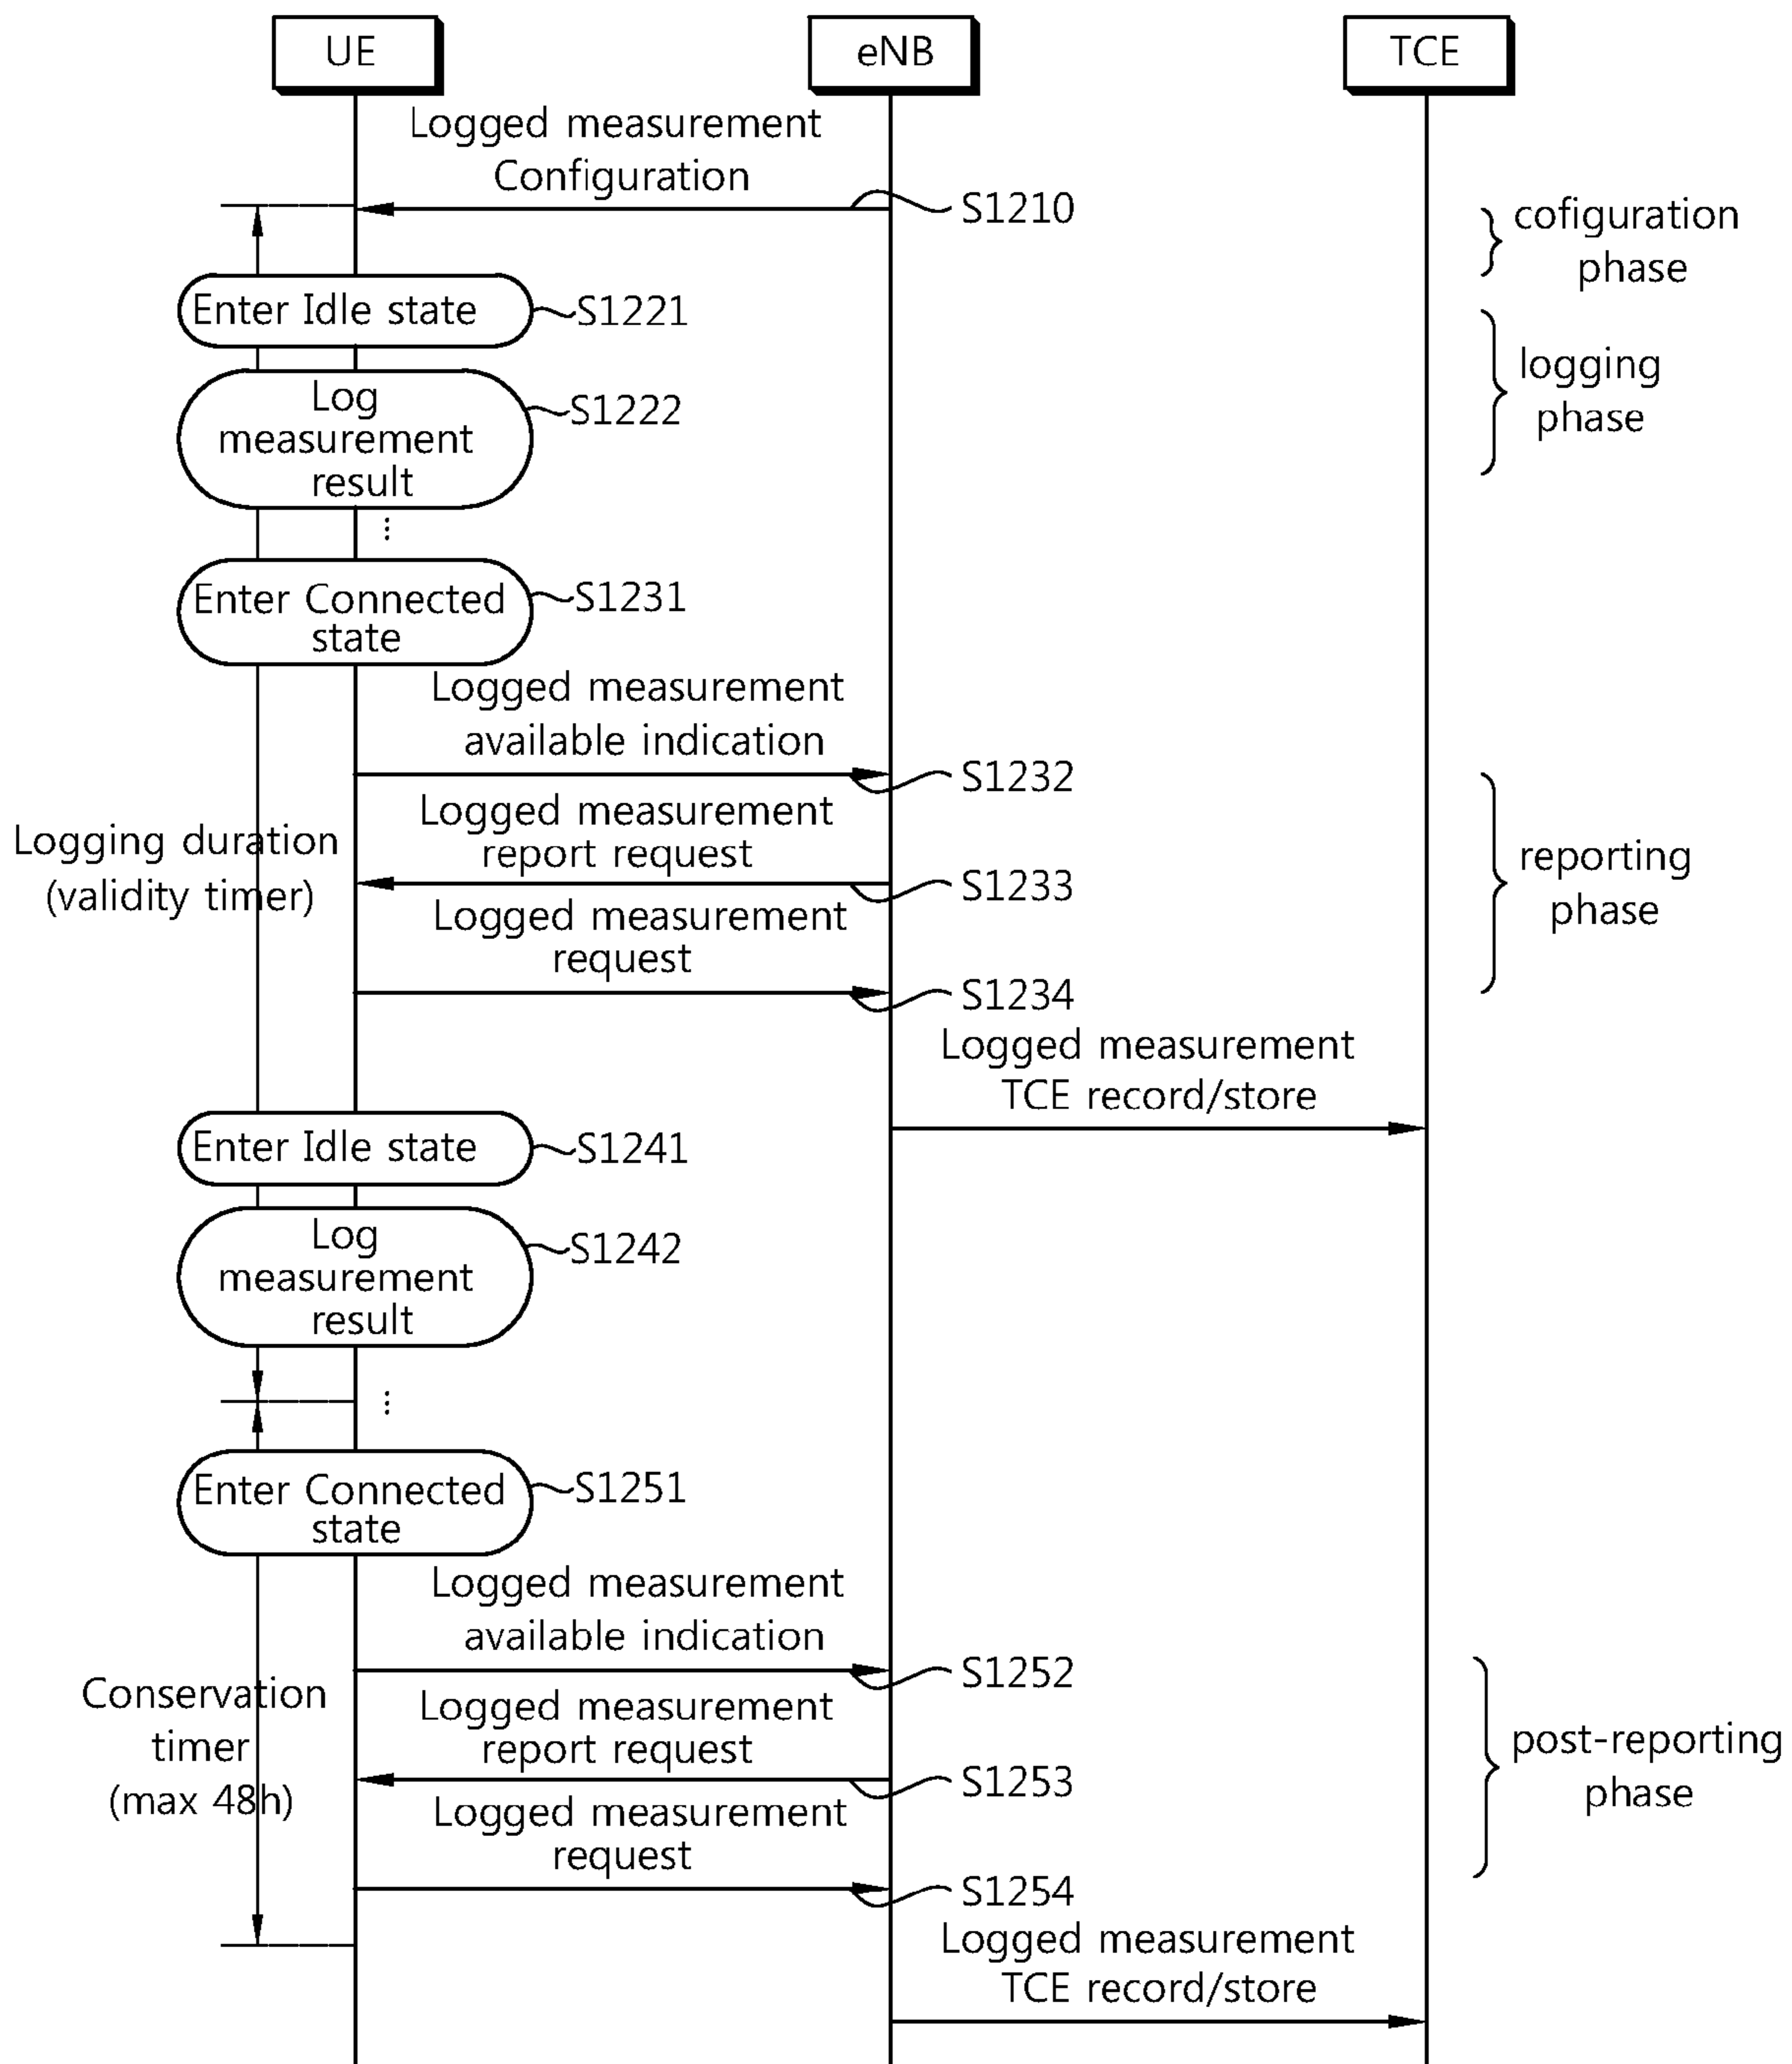 UE
eNB
TCE
Logged measurement
Configuration
S1210
cofiguration
phase
Enter Idle state
S1221
logging
phase
Log
measurement
result
S1222
Enter Connected
state
S1231
Logged measurement
available indication
S1232
Logged measurement
report request
S1233
Logging duration
(validity timer)
reporting
phase
Logged measurement
request
S1234
Logged measurement
TCE record/store
Enter Idle state
S1241
Log
measurement
result
S1242
Enter Connected
state
S1251
Logged measurement
available indication
S1252
Logged measurement
report request
S1253
Conservation
timer
(max 48h)
post-reporting
phase
Logged measurement
request
S1254
Logged measurement
TCE record/store